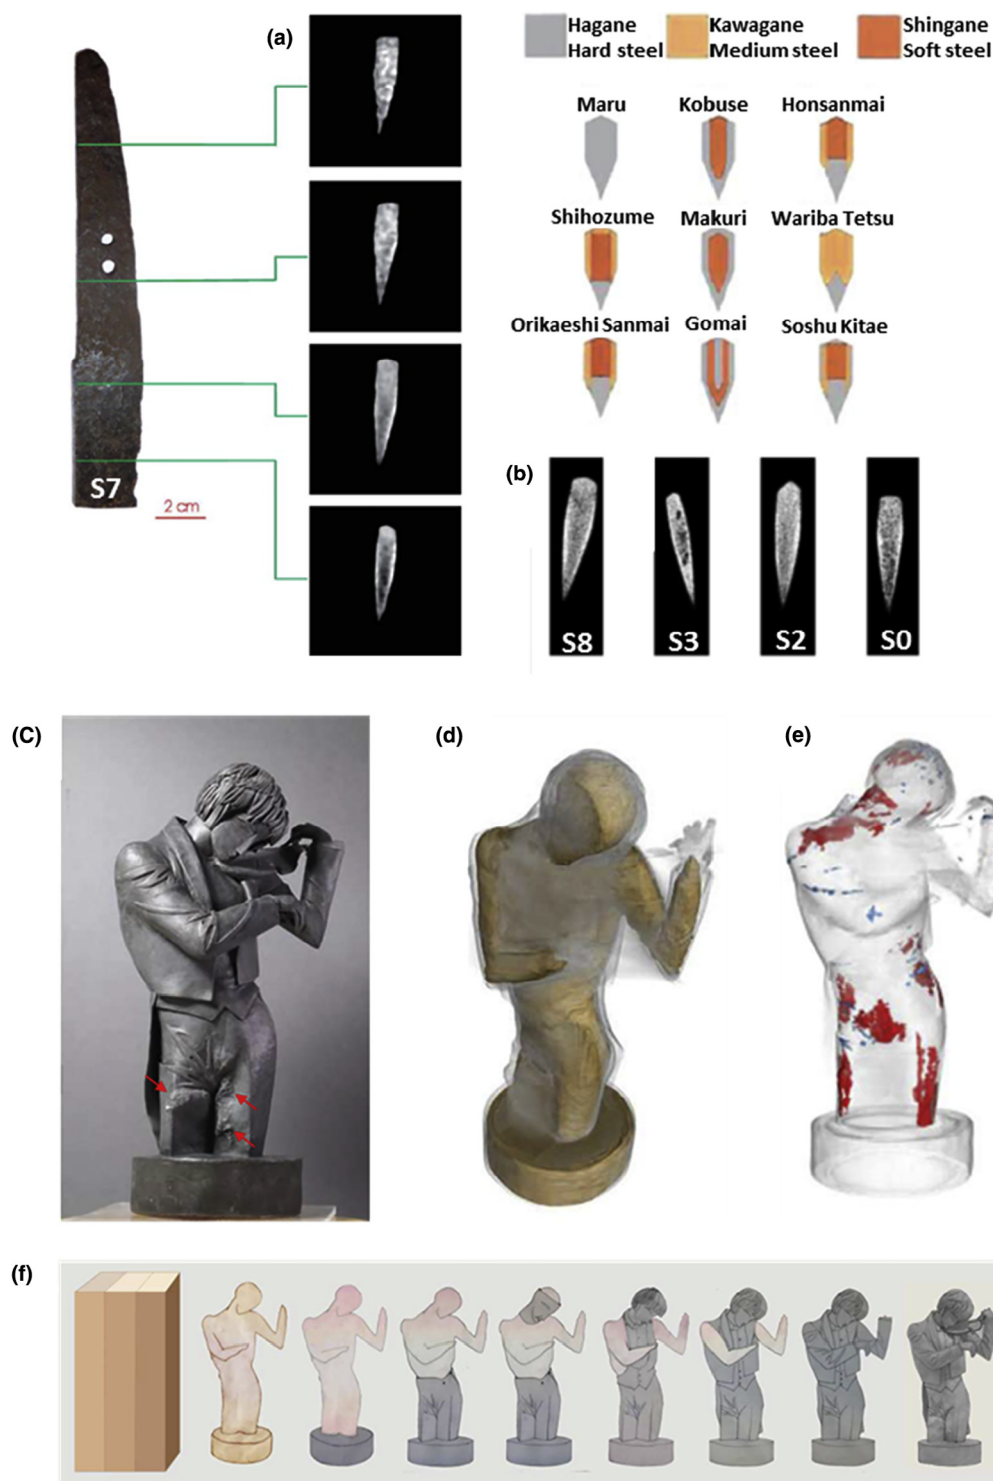 (a)
Hagane
Hard steel
Kawagane
Medium steel
Shingane
Soft steel
Maru
Kobuse
Honsanmai
Shihozume
Makuri
Wariba Tetsu
Orikaeshi Sanmai
Gomai
Soshu Kitae
S7
2 cm
(b)
S8
S3
S2
S0
(C)
(d)
(e)
(f)